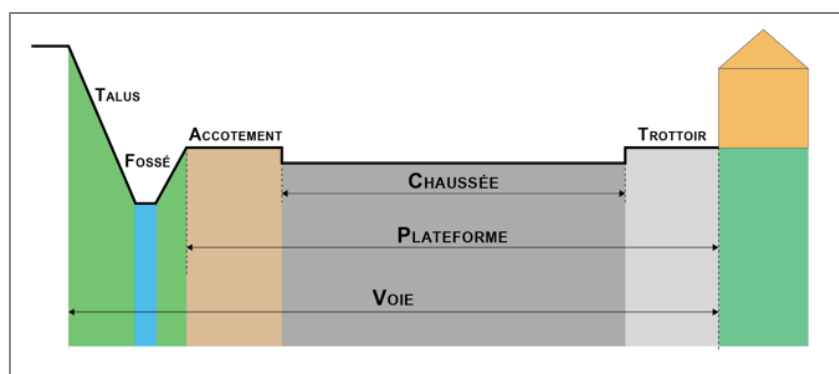 TALUS
ACCOTEMENT
TROTTOIR
FOSSÉ
CHAUSSÉE
PLATEFORME
VOIE